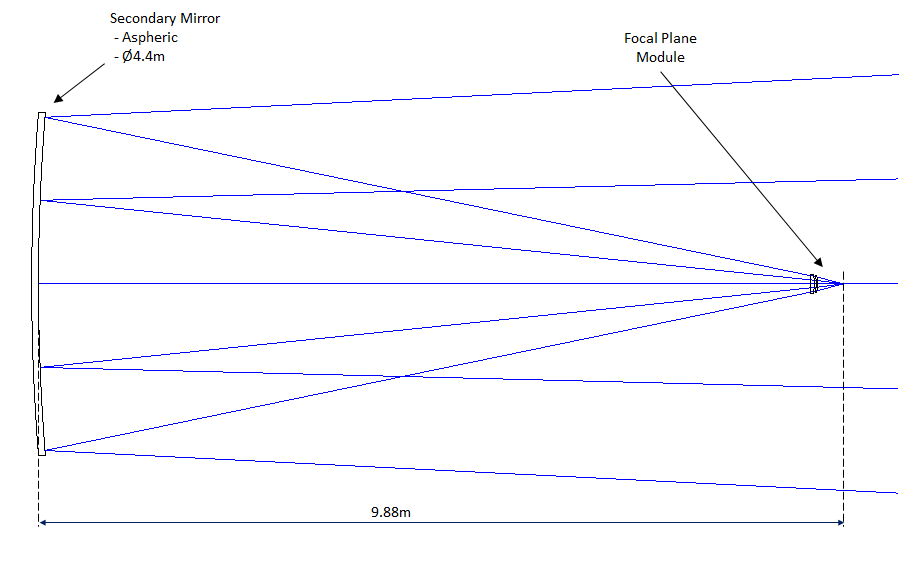 Secondary Mirror
- Aspheric
- Ø4.4m
Focal Plane
Module
9.88m